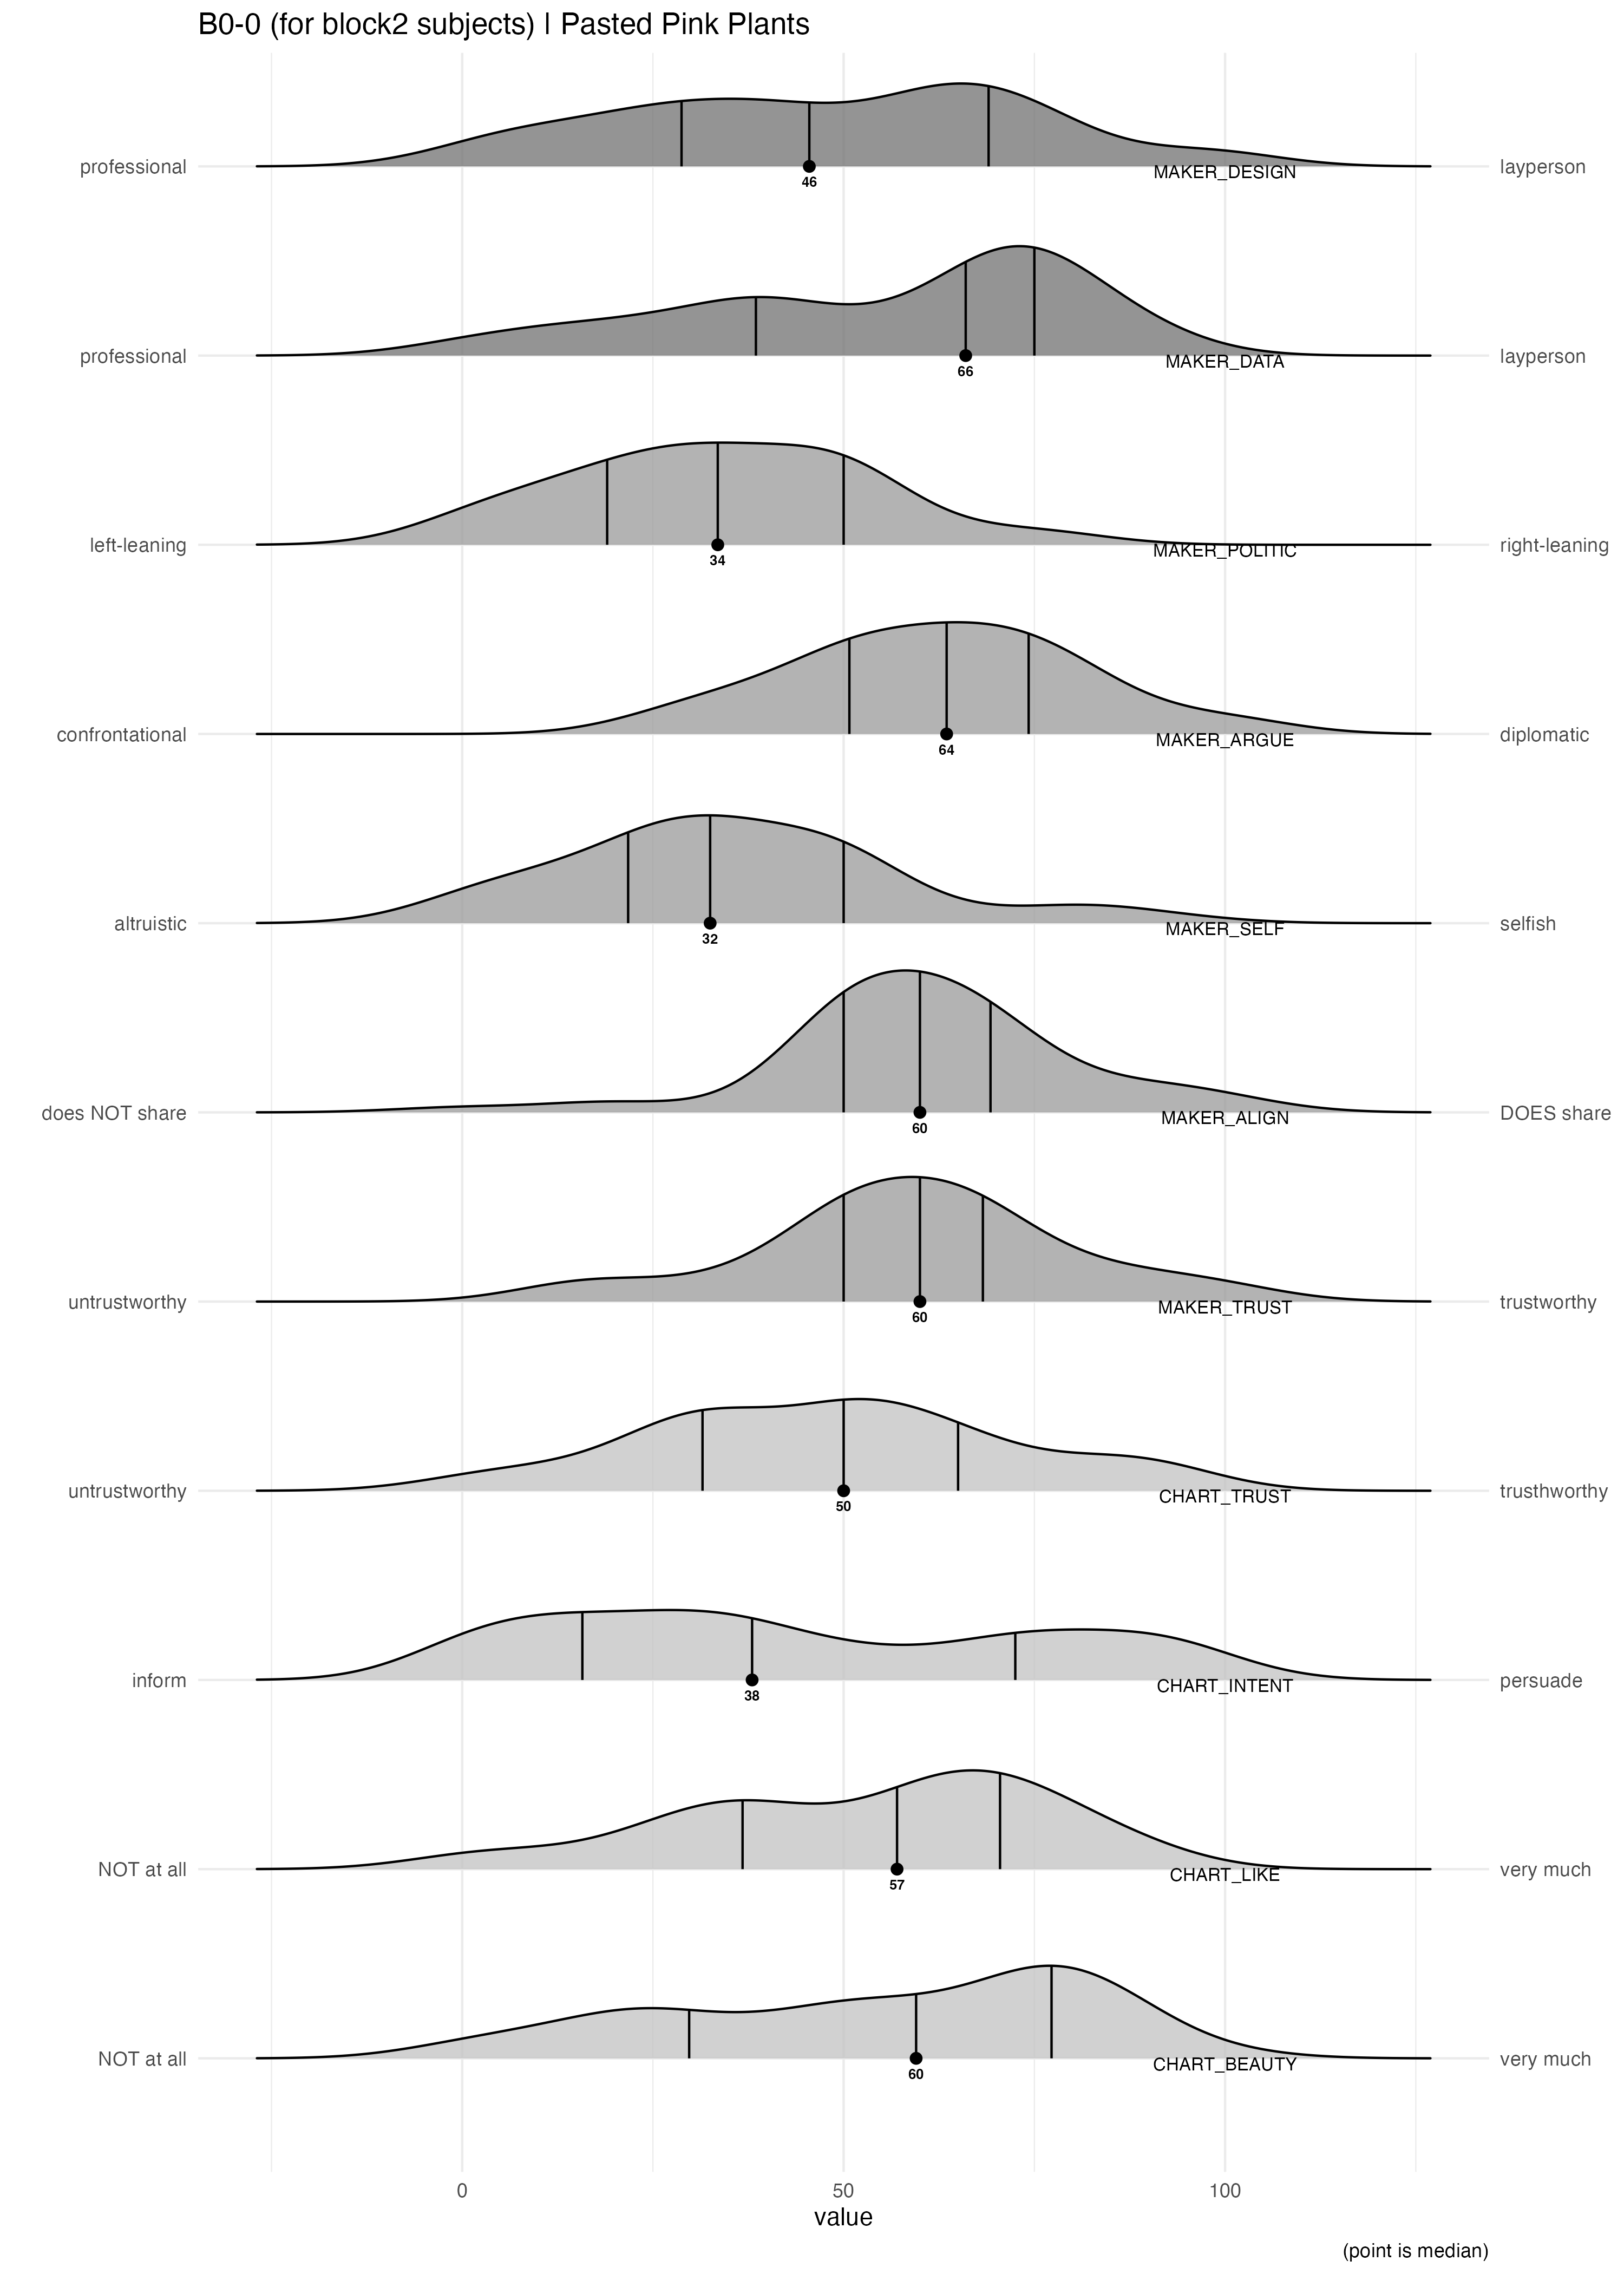 B0-0 (for block2 subjects) | Pasted Pink Plants
professional
layperson
MAKER_DESIGN
46
professional
layperson
MAKER_DATA
66
left-leaning
right-leaning
MAKER_POLITIC
34
confrontational
diplomatic
MAKER_ARGUE
64
altruistic
selfish
MAKER_SELF
32
does NOT share
DOES share
MAKER_ALIGN
60
untrustworthy
trustworthy
MAKER_TRUST
60
untrustworthy
trusthworthy
CHART_TRUST
50
inform
persuade
CHART_INTENT
38
NOT at all
very much
CHART_LIKE
57
NOT at all
very much
CHART_BEAUTY
60
0 50 100
value
(point is median)